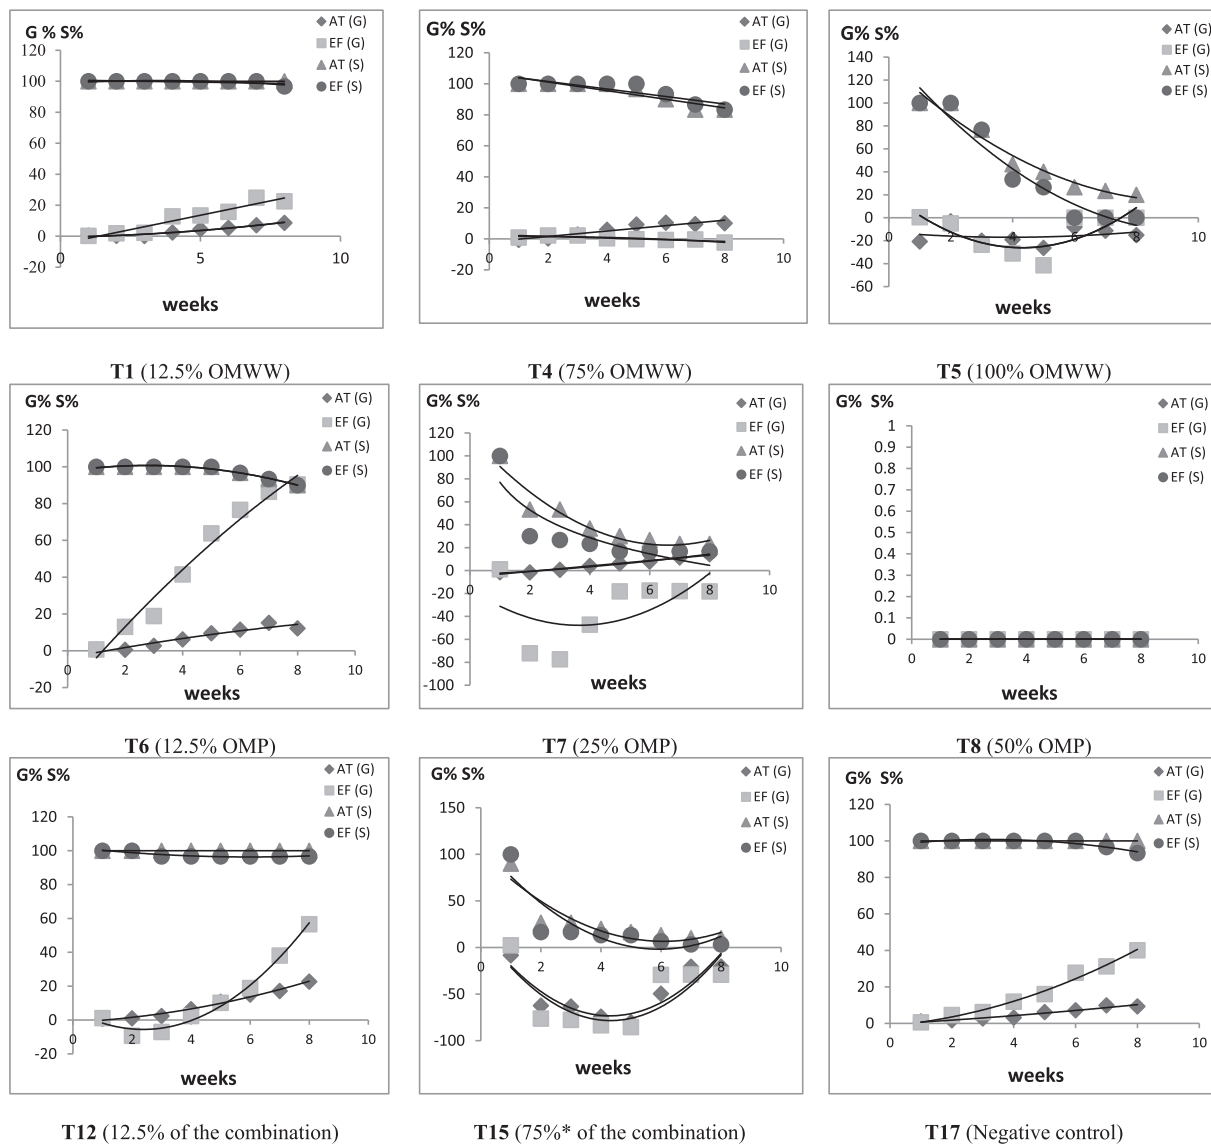 G % S%
AT (G)
EF (G)
AT (S)
EF (S)
120
100
80
60
40
20
0
-20
0
5
10
weeks
T1 (12.5% OMWW)
G% S%
AT (G)
EF (G)
AT (S)
EF (S)
120
100
80
60
40
20
0
-20
0
2
4
6
8
10
weeks
T4 (75% OMWW)
G% S%
AT (G)
EF (G)
AT (S)
EF (S)
140
120
100
80
60
40
20
0
-20
-40
-60
0
2
4
6
8
10
weeks
T5 (100% OMWW)
G% S%
AT (G)
EF (G)
AT (S)
EF (S)
120
100
80
60
40
20
0
-20
0
2
4
6
8
10
weeks
T6 (12.5% OMP)
G% S%
AT (G)
EF (G)
AT (S)
EF (S)
120
100
80
60
40
20
0
-20
-40
-60
-80
-100
0
2
4
6
8
10
weeks
T7 (25% OMP)
G% S%
AT (G)
EF (G)
AT (S)
EF (S)
1
0.9
0.8
0.7
0.6
0.5
0.4
0.3
0.2
0.1
0
0
2
4
6
8
10
weeks
T8 (50% OMP)
G% S%
AT (G)
EF (G)
AT (S)
EF (S)
120
100
80
60
40
20
0
-20
0
2
4
6
8
10
weeks
T12 (12.5% of the combination)
G% S%
AT (G)
EF (G)
AT (S)
EF (S)
150
100
50
0
-50
-100
0
2
4
6
8
10
weeks
T15 (75%* of the combination)
G% S%
AT (G)
EF (G)
AT (S)
EF (S)
120
100
80
60
40
20
0
0
2
4
6
8
10
weeks
T17 (Negative control)